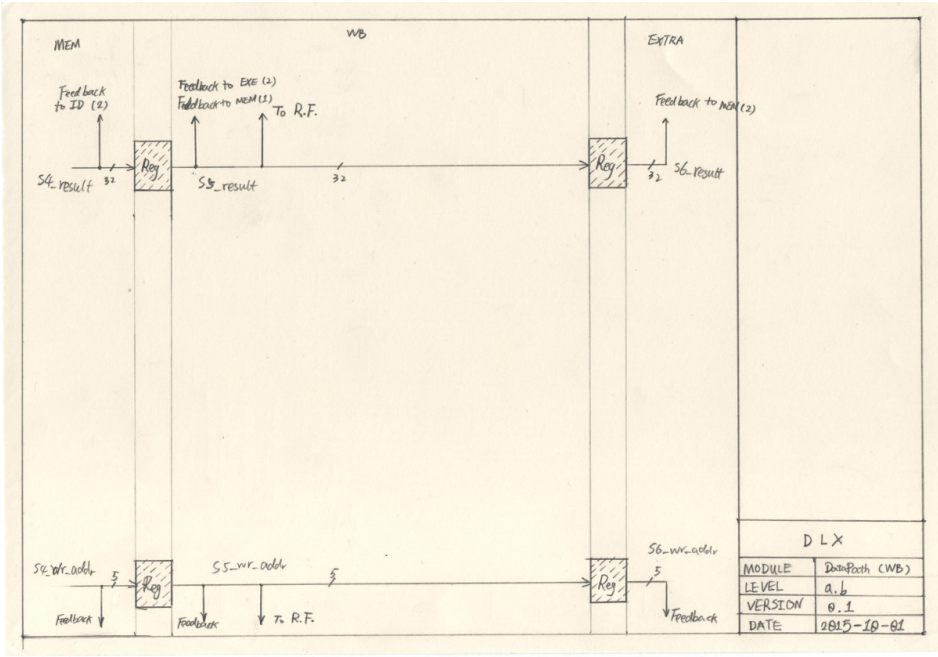 MEM
WB
EXTRA
Feedback
to ID (2)
Feedback to EXE (2)
Feedback to MEM (1)
To R.F.
Feedback to MEM (2)
Reg
Reg
S4_result
32
S5_result
32
32
S6_result
S4_wr_addr
5
Reg
S5_wr_addr
5
Reg
S6_wr_addr
5
Feedback
Feedback
To R.F.
Feedback
DLX
MODULE DataPath (WB)
LEVEL a.b
VERSION 0.1
DATE 2015-10-01